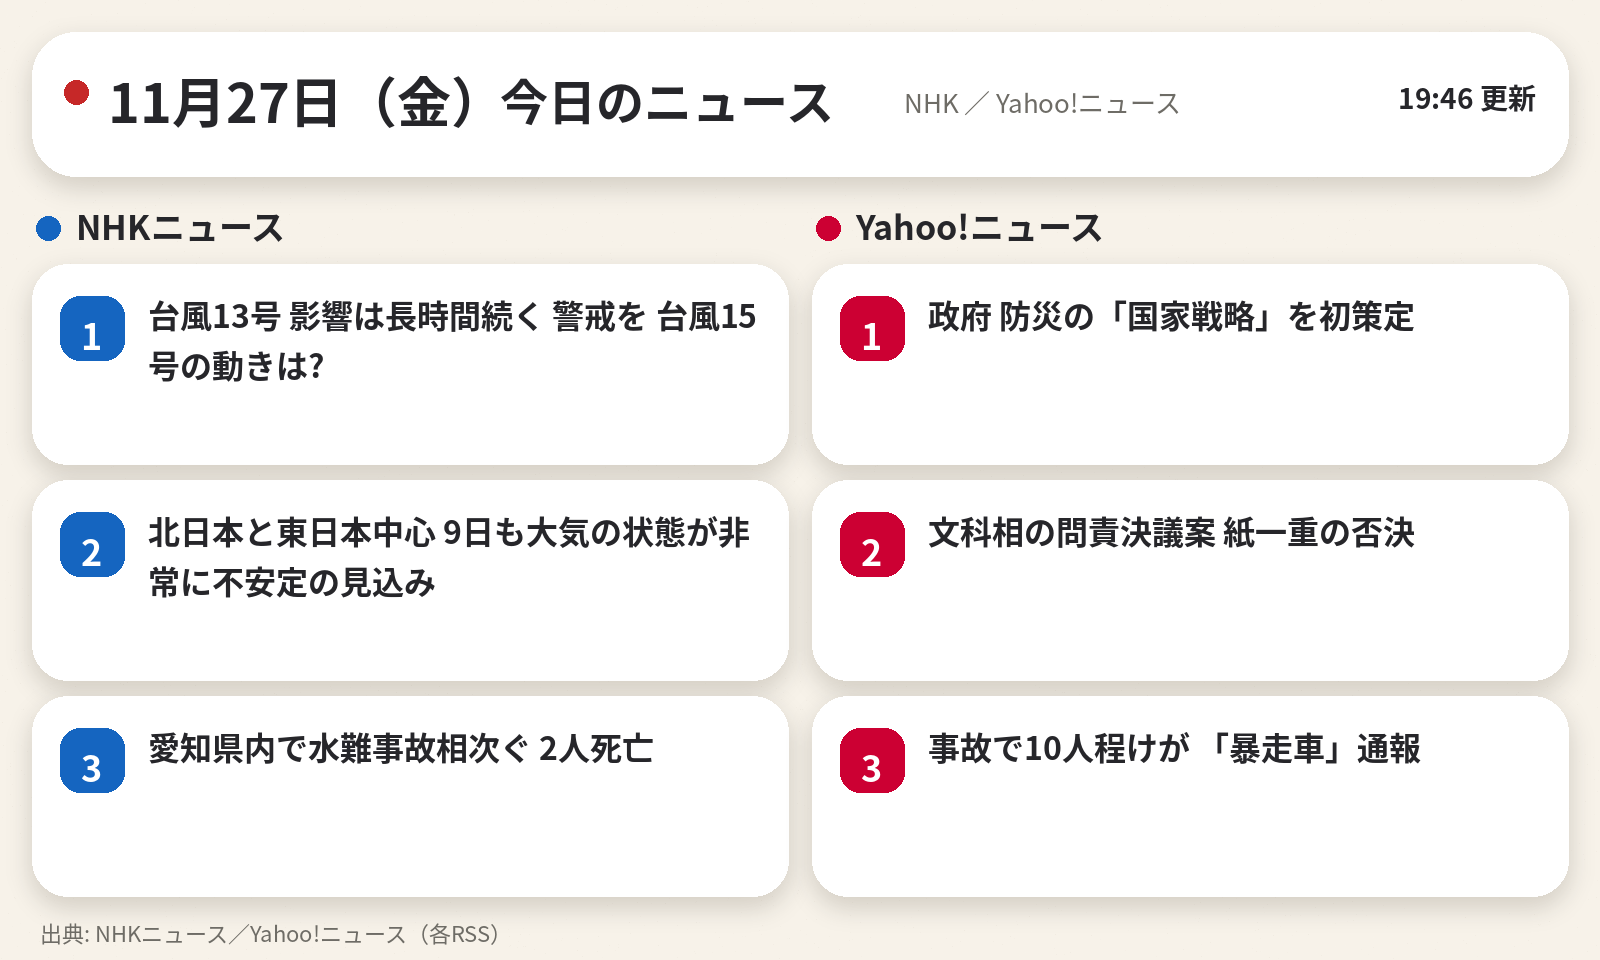 11月27日（金）今日のニュース
NHK ／ Yahoo!ニュース
19:46 更新
NHKニュース
1
台風13号 影響は長時間続く 警戒を 台風15
号の動きは?
2
北日本と東日本中心 9日も大気の状態が非
常に不安定の見込み
3
愛知県内で水難事故相次ぐ 2人死亡
Yahoo!ニュース
1
政府 防災の「国家戦略」を初策定
2
文科相の問責決議案 紙一重の否決
3
事故で10人程けが 「暴走車」通報
出典: NHKニュース／Yahoo!ニュース（各RSS）